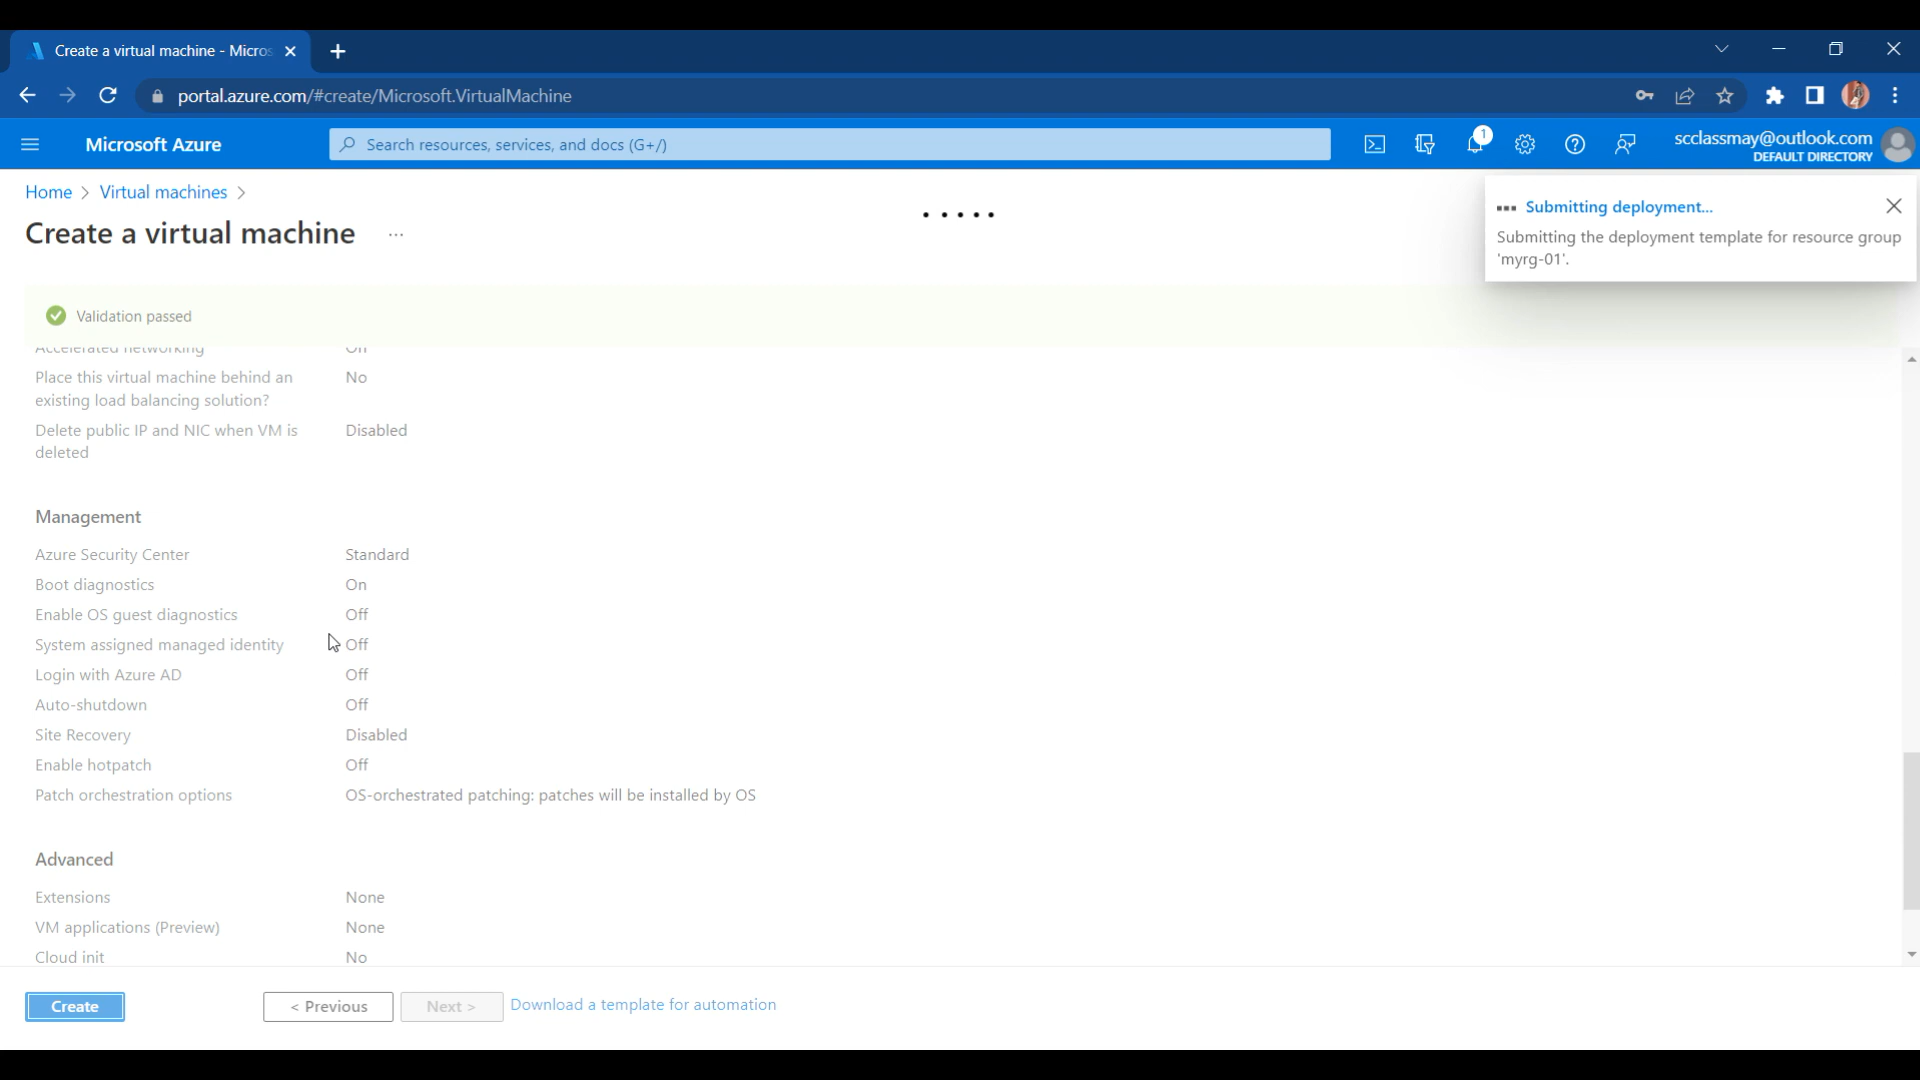 Create a virtual machine - Micros
portal.azure.com/#create/Microsoft.VirtualMachine
Microsoft Azure
Search resources, services, and docs (G+/)
1
scclassmay@outlook.com
DEFAULT DIRECTORY
Home > Virtual machines >
Create a virtual machine ...
Submitting deployment...
Submitting the deployment template for resource group
'myrg-01'.
Validation passed
Accelerated networking
Place this virtual machine behind an No
existing load balancing solution?
Delete public IP and NIC when VM is Disabled
deleted
Management
Azure Security Center Standard
Boot diagnostics On
Enable OS guest diagnostics Off
System assigned managed identity Off
Login with Azure AD Off
Auto-shutdown Off
Site Recovery Disabled
Enable hotpatch Off
Patch orchestration options OS-orchestrated patching: patches will be installed by OS
Advanced
Extensions None
VM applications (Preview) None
Cloud init No
Create
< Previous
Next >
Download a template for automation